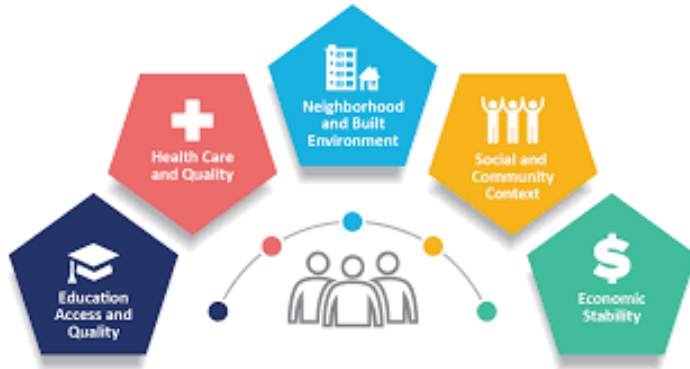 Neighborhood
and Built
Environment
Health Care
and Quality
Social and
Community
Context
Education
Access and
Quality
$
Economic
Stability